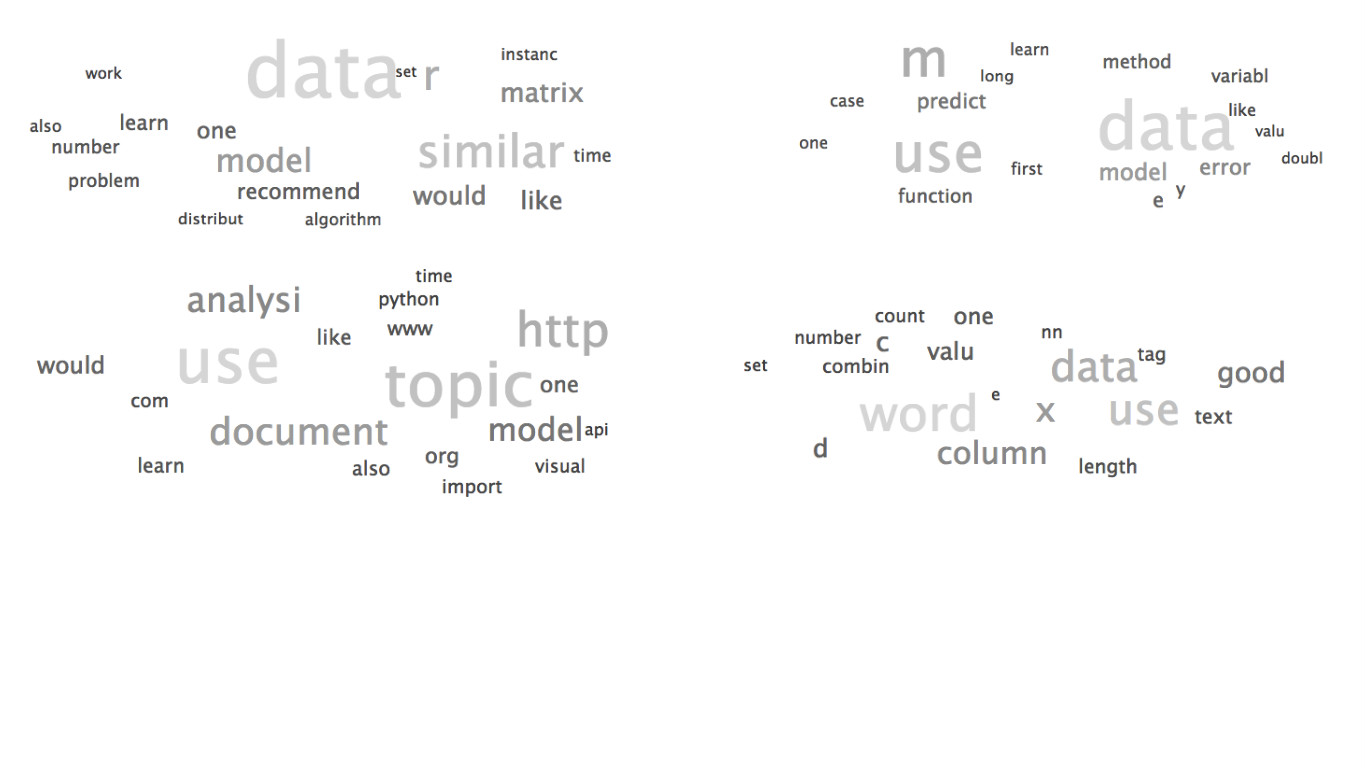 data
set
r
instanc
work
matrix
also
learn
one
number
similar
time
model
problem
recommend
would
like
distribut
algorithm
m
learn
method
long
variabl
case
predict
data
like
valu
one
use
doubl
first
model
error
function
e
y
time
analysi
python
www
http
like
would
use
topic
one
com
document
model
api
learn
also
org
visual
import
count
one
nn
number
c
valu
tag
set
combin
data
good
e
word
x
use
text
d
column
length